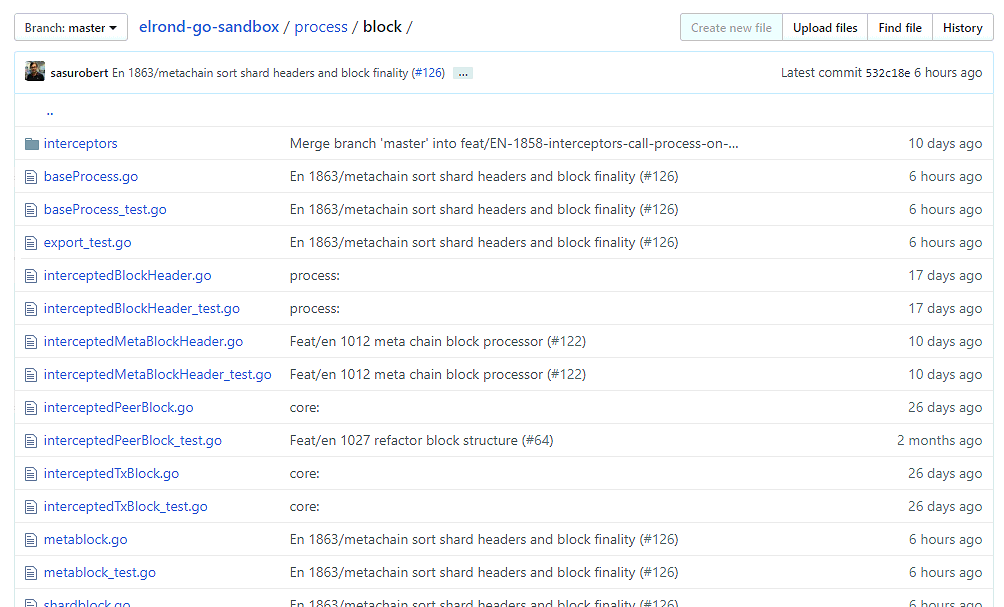 Branch: master elrond-go-sandbox / process / block / Create new file Upload files Find file History
sasurobert En 1863/metachain sort shard headers and block finality (#126) ... Latest commit 532c18e 6 hours ago
..
interceptors Merge branch 'master' into feat/EN-1858-interceptors-call-process-on-... 10 days ago
baseProcess.go En 1863/metachain sort shard headers and block finality (#126) 6 hours ago
baseProcess_test.go En 1863/metachain sort shard headers and block finality (#126) 6 hours ago
export_test.go En 1863/metachain sort shard headers and block finality (#126) 6 hours ago
interceptedBlockHeader.go process: 17 days ago
interceptedBlockHeader_test.go process: 17 days ago
interceptedMetaBlockHeader.go Feat/en 1012 meta chain block processor (#122) 10 days ago
interceptedMetaBlockHeader_test.go Feat/en 1012 meta chain block processor (#122) 10 days ago
interceptedPeerBlock.go core: 26 days ago
interceptedPeerBlock_test.go Feat/en 1027 refactor block structure (#64) 2 months ago
interceptedTxBlock.go core: 26 days ago
interceptedTxBlock_test.go core: 26 days ago
metablock.go En 1863/metachain sort shard headers and block finality (#126) 6 hours ago
metablock_test.go En 1863/metachain sort shard headers and block finality (#126) 6 hours ago
shardblock.go En 1863/metachain sort shard headers and block finality (#126) 6 hours ago